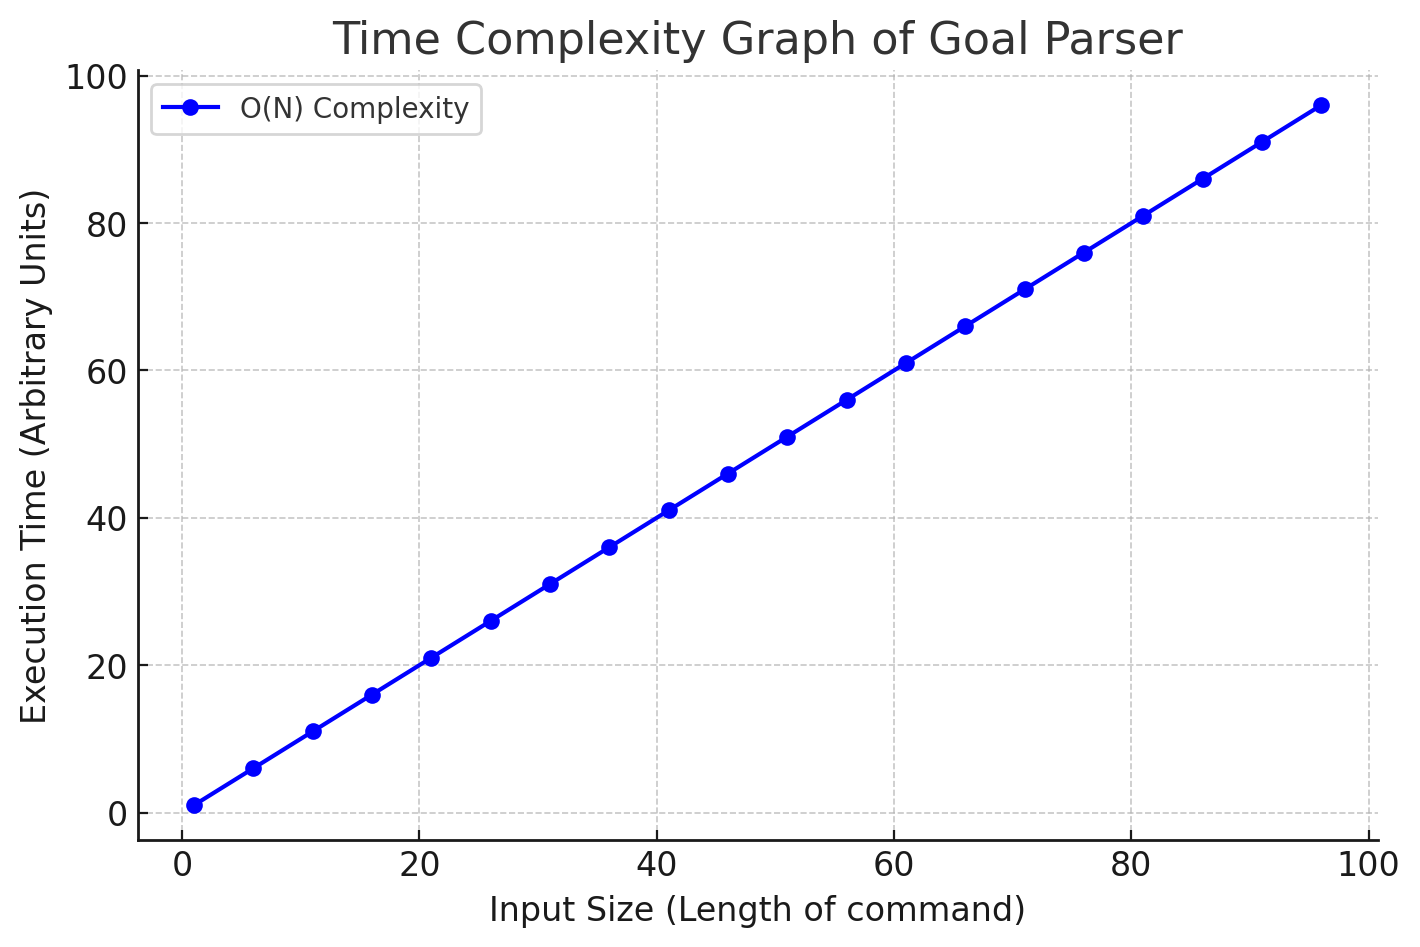 Time Complexity Graph of Goal Parser
O(N) Complexity
Execution Time (Arbitrary Units)
100
80
60
40
20
0
0 20 40 60 80 100
Input Size (Length of command)